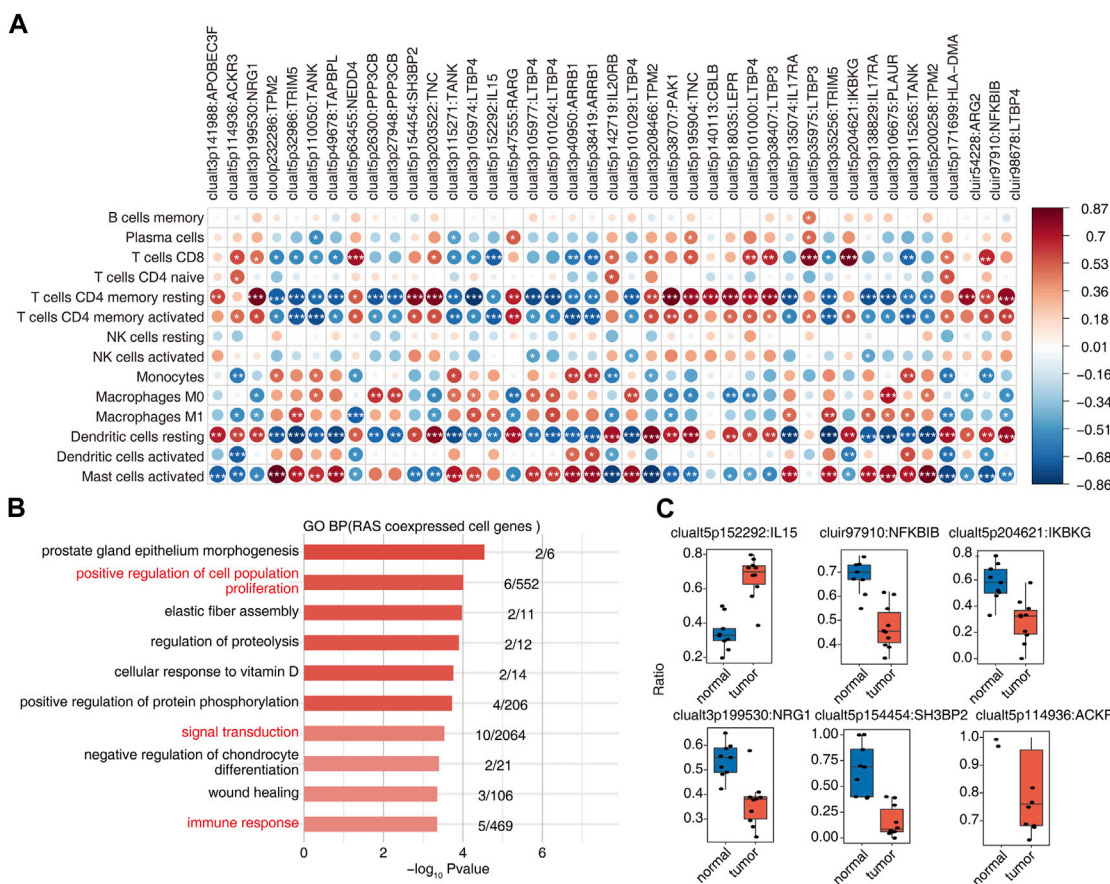 A
clualt3p141988:APOBEC3F
clualt5p114936:ACKR3
clualt3p199530:NRG1
cluolp232286:TPM2
clualt5p32986:TRIM5
clualt3p110050:TANK
clualt5p49678:TAPBPL
clualt5p63455:NEDD4
clualt5p26300:PPP3CB
clualt3p27948:PPP3CB
clualt5p154454:SH3BP2
clualt3p203522:TNC
clualt3p115271:TANK
clualt5p100974:LTBP4
clualt5p152292:IL15
clualt5p47555:RARG
clualt3p105977:LTBP4
clualt5p101024:LTBP4
clualt3p40950:ARRB1
clualt5p38419:ARRB1
clualt5p142719:IL20RB
clualt5p101029:LTBP4
clualt3p208466:TPM2
clualt5p38707:PAK1
clualt5p195904:TNC
clualt5p140113:CBLB
clualt5p18035:LEPR
clualt5p101000:LTBP4
clualt3p38407:LTBP3
clualt5p135074:IL17RA
clualt5p35975:LTBP3
clualt3p35256:TRIM5
clualt5p204621:IKBKG
clualt3p138829:IL17RA
clualt3p106675:PLAUR
clualt3p115265:TANK
clualt5p200258:TPM2
clualt5p171699:HLA-DMA
cluir54228:ARG2
cluir97910:NFKBIB
cluir98678:LTBP4
B cells memory
Plasma cells
T cells CD8
T cells CD4 naive
T cells CD4 memory resting
T cells CD4 memory activated
NK cells resting
NK cells activated
Monocytes
Macrophages M0
Macrophages M1
Dendritic cells resting
Dendritic cells activated
Mast cells activated
0.87
0.7
0.53
0.35
0.18
0.01
−0.16
−0.34
−0.51
−0.68
−0.86
B
GO BP(RAS coexpressed cell genes )
prostate gland epithelium morphogenesis 2/6
positive regulation of cell population
proliferation 6/552
elastic fiber assembly 2/11
regulation of proteolysis 2/12
cellular response to vitamin D 2/14
positive regulation of protein phosphorylation 4/206
signal transduction 10/2064
negative regulation of chondrocyte
differentiation 2/21
wound healing 3/106
immune response 5/469
0 2 4 6
−log10 Pvalue
C
Ratio
clualt5p152292:IL15
0.8
0.6
0.4
0.2
normal tumor
cluir97910:NFKBIB
0.7
0.6
0.5
0.4
normal tumor
clualt5p204621:IKBKG
0.8
0.6
0.4
0.2
0.0
normal tumor
clualt3p199530:NRG1
0.6
0.5
0.4
0.3
normal tumor
clualt5p154454:SH3BP2
1.00
0.75
0.50
0.25
0.00
normal tumor
clualt5p114936:ACKF
1.0
0.9
0.8
0.7
normal tumor